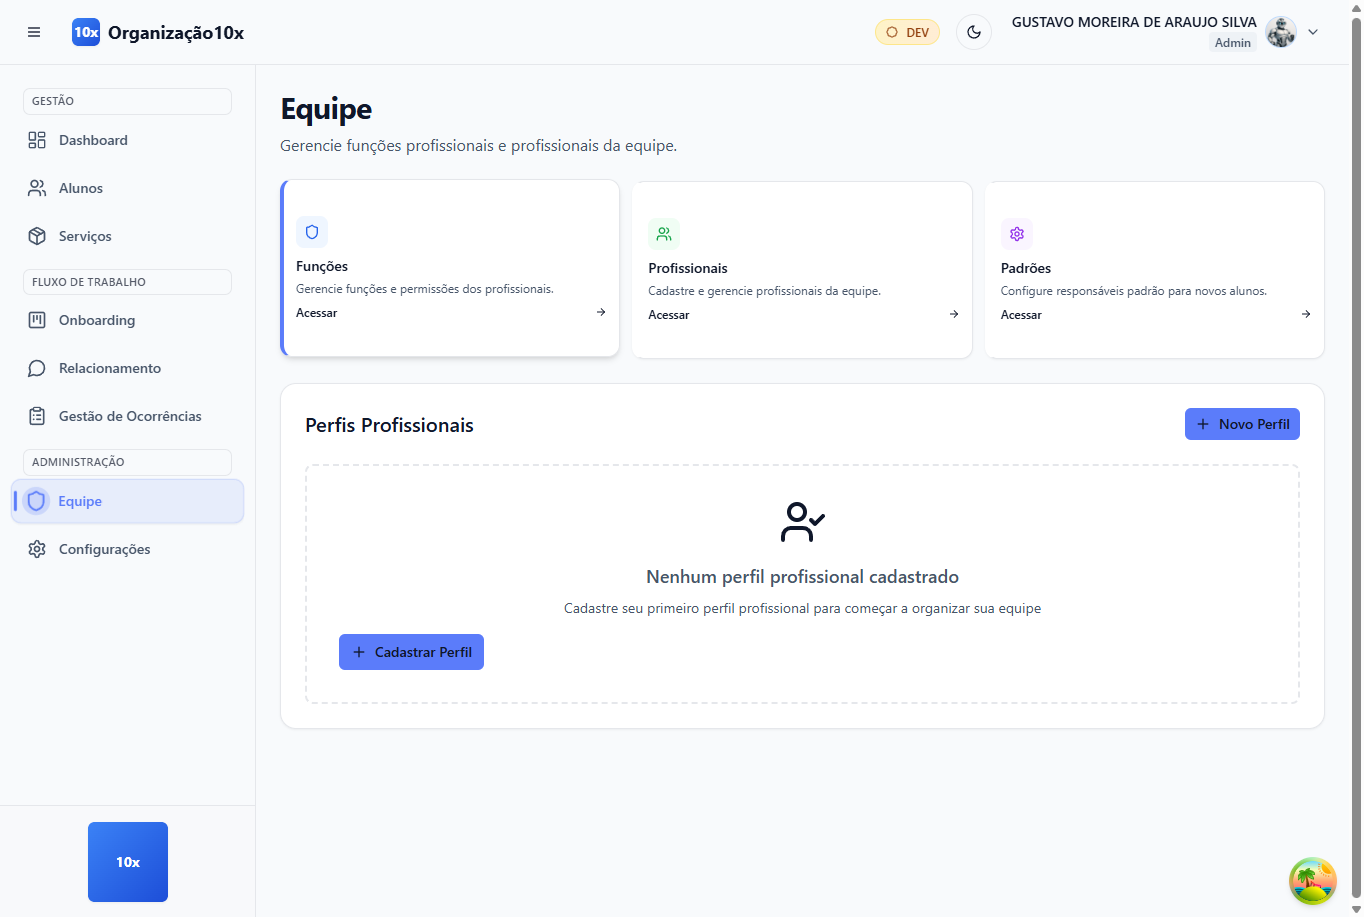 10x Organização10x
DEV
GUSTAVO MOREIRA DE ARAUJO SILVA
Admin
GESTÃO
Dashboard
Alunos
Serviços
FLUXO DE TRABALHO
Onboarding
Relacionamento
Gestão de Ocorrências
ADMINISTRAÇÃO
Equipe
Configurações
10x
Equipe
Gerencie funções profissionais e profissionais da equipe.
Funções
Gerencie funções e permissões dos profissionais.
Acessar
Profissionais
Cadastre e gerencie profissionais da equipe.
Acessar
Padrões
Configure responsáveis padrão para novos alunos.
Acessar
Perfis Profissionais
Novo Perfil
Nenhum perfil profissional cadastrado
Cadastre seu primeiro perfil profissional para começar a organizar sua equipe
Cadastrar Perfil